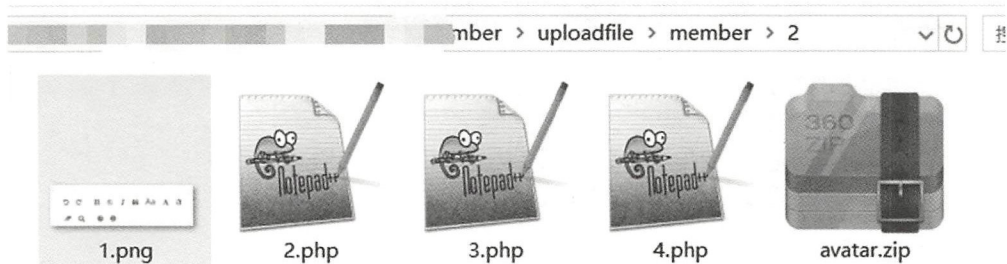 mber > uploadfile > member > 2
360
ZIP
Notepad++ Notepad++ Notepad++
1.png 2.php 3.php 4.php avatar.zip